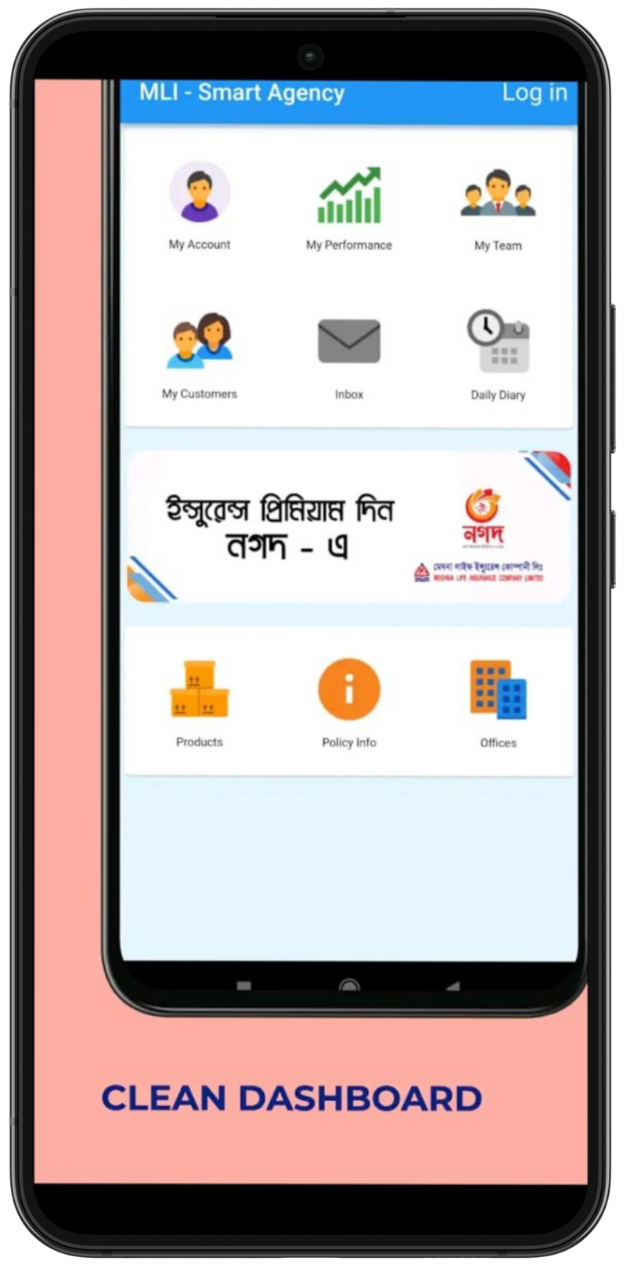 MLI - Smart Agency
Log in
My Account
My Performance
My Team
My Customers
Inbox
Daily Diary
ইন্সুরেন্স প্রিমিয়াম দিন
নগদ - এ
নগদ
মেঘনা লাইফ ইন্স্যুরেন্স কোম্পানী লিঃ
MEGHNA LIFE INSURANCE COMPANY LIMITED
Products
Policy Info
Offices
CLEAN DASHBOARD